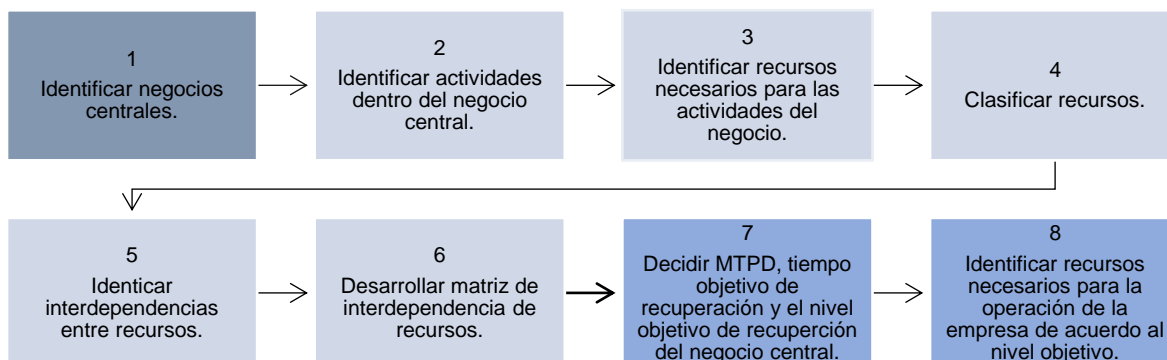 1
Identificar negocios
centrales.
2
Identificar actividades
dentro del negocio
central.
3
Identificar recursos
necesarios para las
actividades del
negocio.
4
Clasificar recursos.
5
Identicar
interdependencias
entre recursos.
6
Desarrollar matriz de
interdependencia de
recursos.
7
Decidir MTPD, tiempo
objetivo de
recuperación y el nivel
objetivo de recuperción
del negocio central.
8
Identificar recursos
necesarios para la
operación de la
empresa de acuerdo al
nivel objetivo.